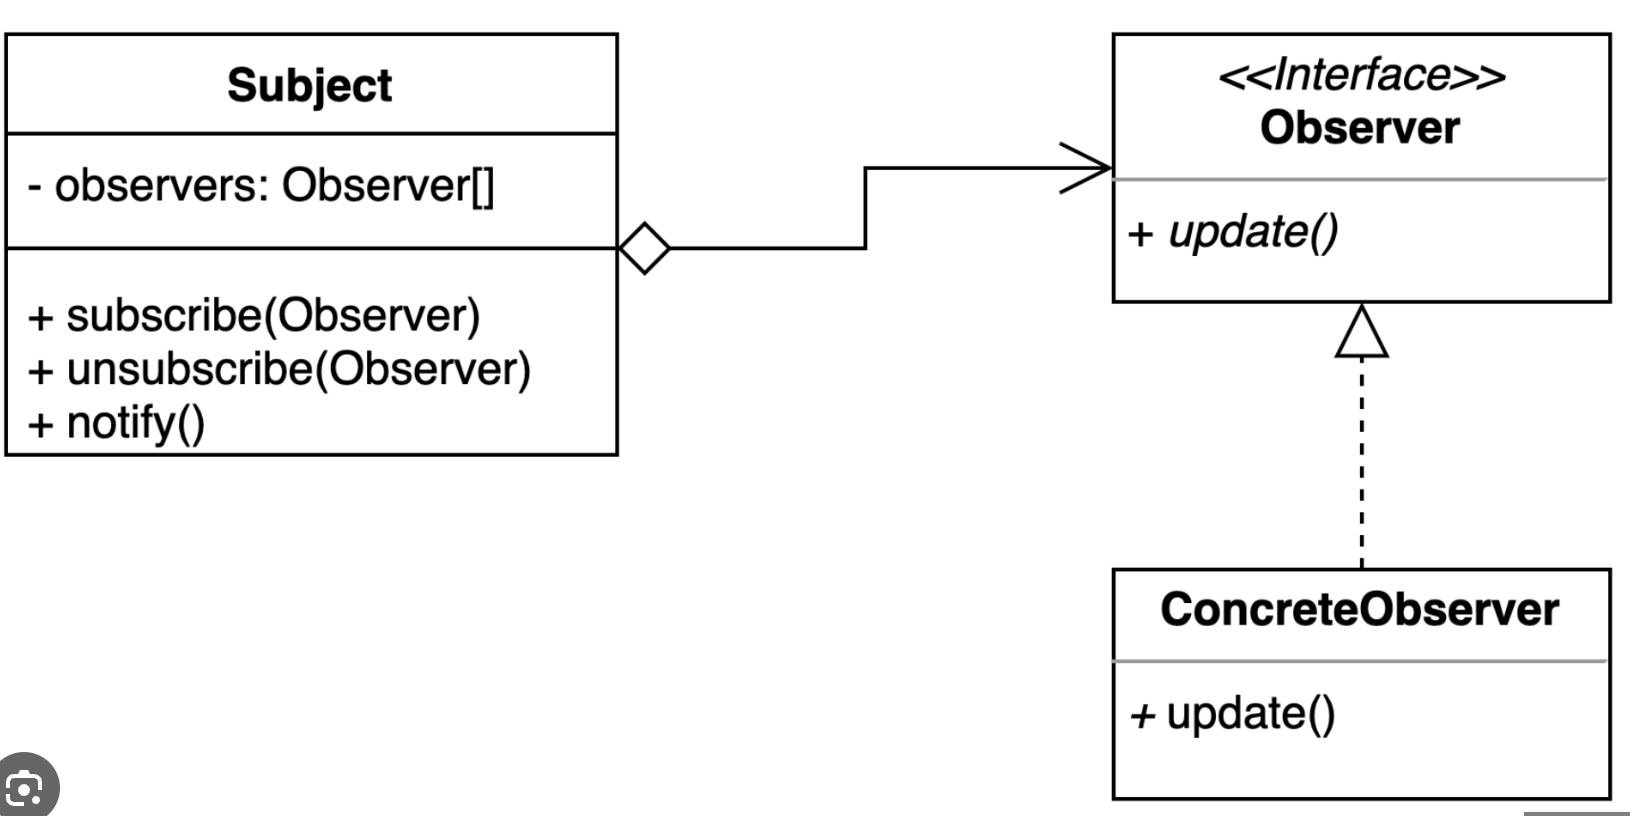 Subject
- observers: Observer[]
+ subscribe(Observer)
+ unsubscribe(Observer)
+ notify()
<<Interface>>
Observer
+ update()
ConcreteObserver
+ update()